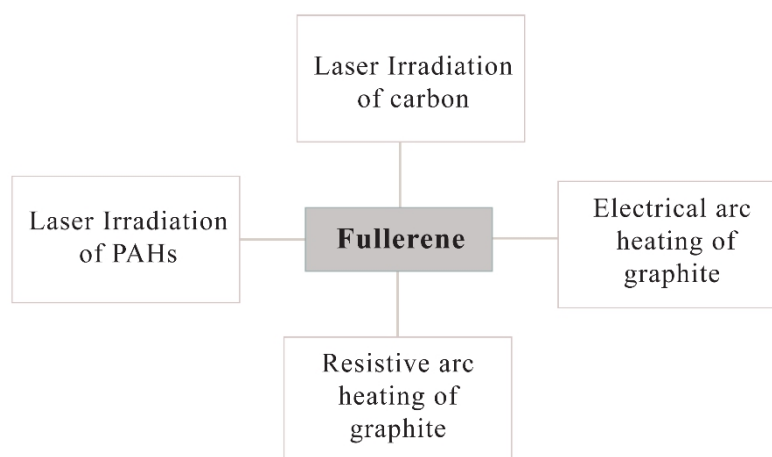 Laser Irradiation
of carbon
Laser Irradiation
of PAHs
Fullerene
Electrical arc
heating of
graphite
Resistive arc
heating of
graphite